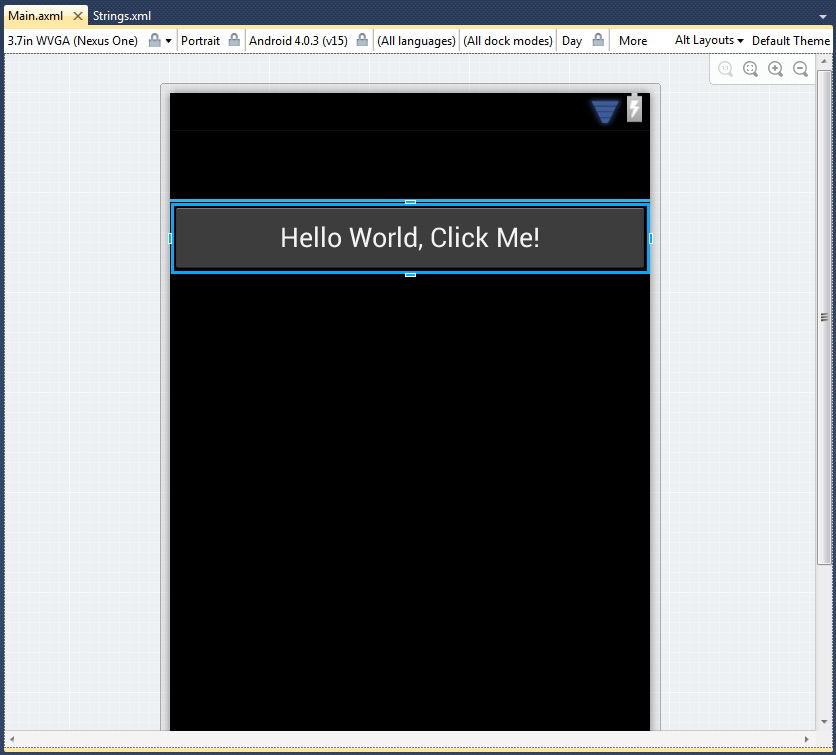 Main.axml Strings.xml
3.7in WVGA (Nexus One) Portrait Android 4.0.3 (v15) (All languages) (All dock modes) Day More Alt Layouts Default Theme
Hello World, Click Me!